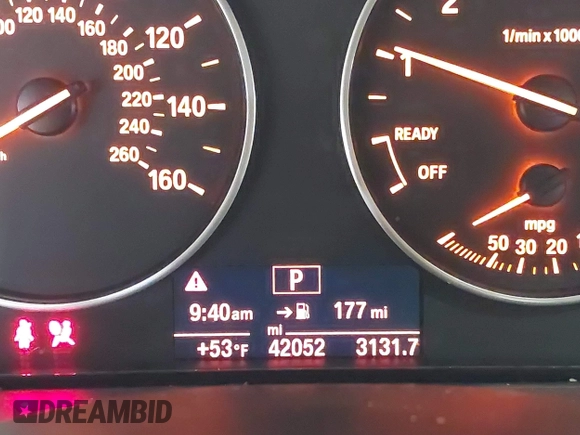 120 140 160 180 120
200
220 140
240
260 160
2
1/min x 1000
1
READY
OFF
mpg
50 30 20
P
9:40am 177 mi
ml
+53°F 42052 3131.7
DREAMBID